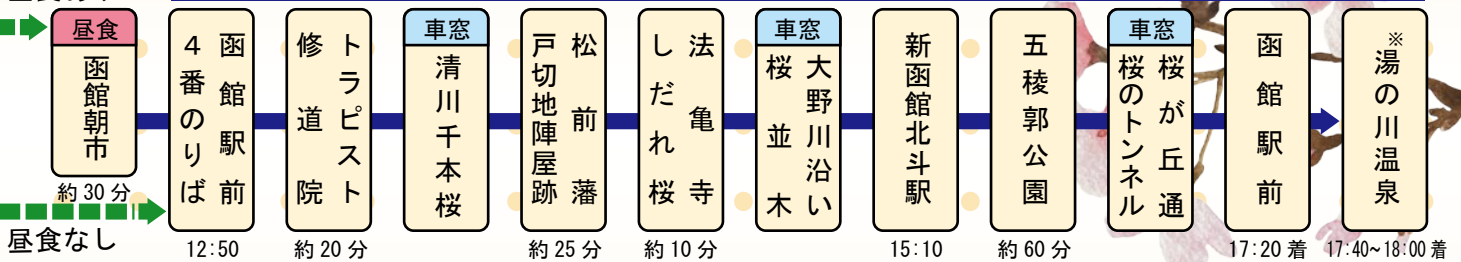 昼食
函館朝市
約30分
昼食なし
函館駅前
4番のりば
12:50
トラピスト
修道院
約20分
車窓
清川千本桜
松前藩
戸切地陣屋跡
約25分
法亀寺
しだれ桜
約10分
車窓
大野川沿い
桜並木
新函館北斗駅
15:10
五稜郭公園
約60分
車窓
桜が丘通
桜のトンネル
函館駅前
17:20着
※湯の川温泉
17:40~18:00着